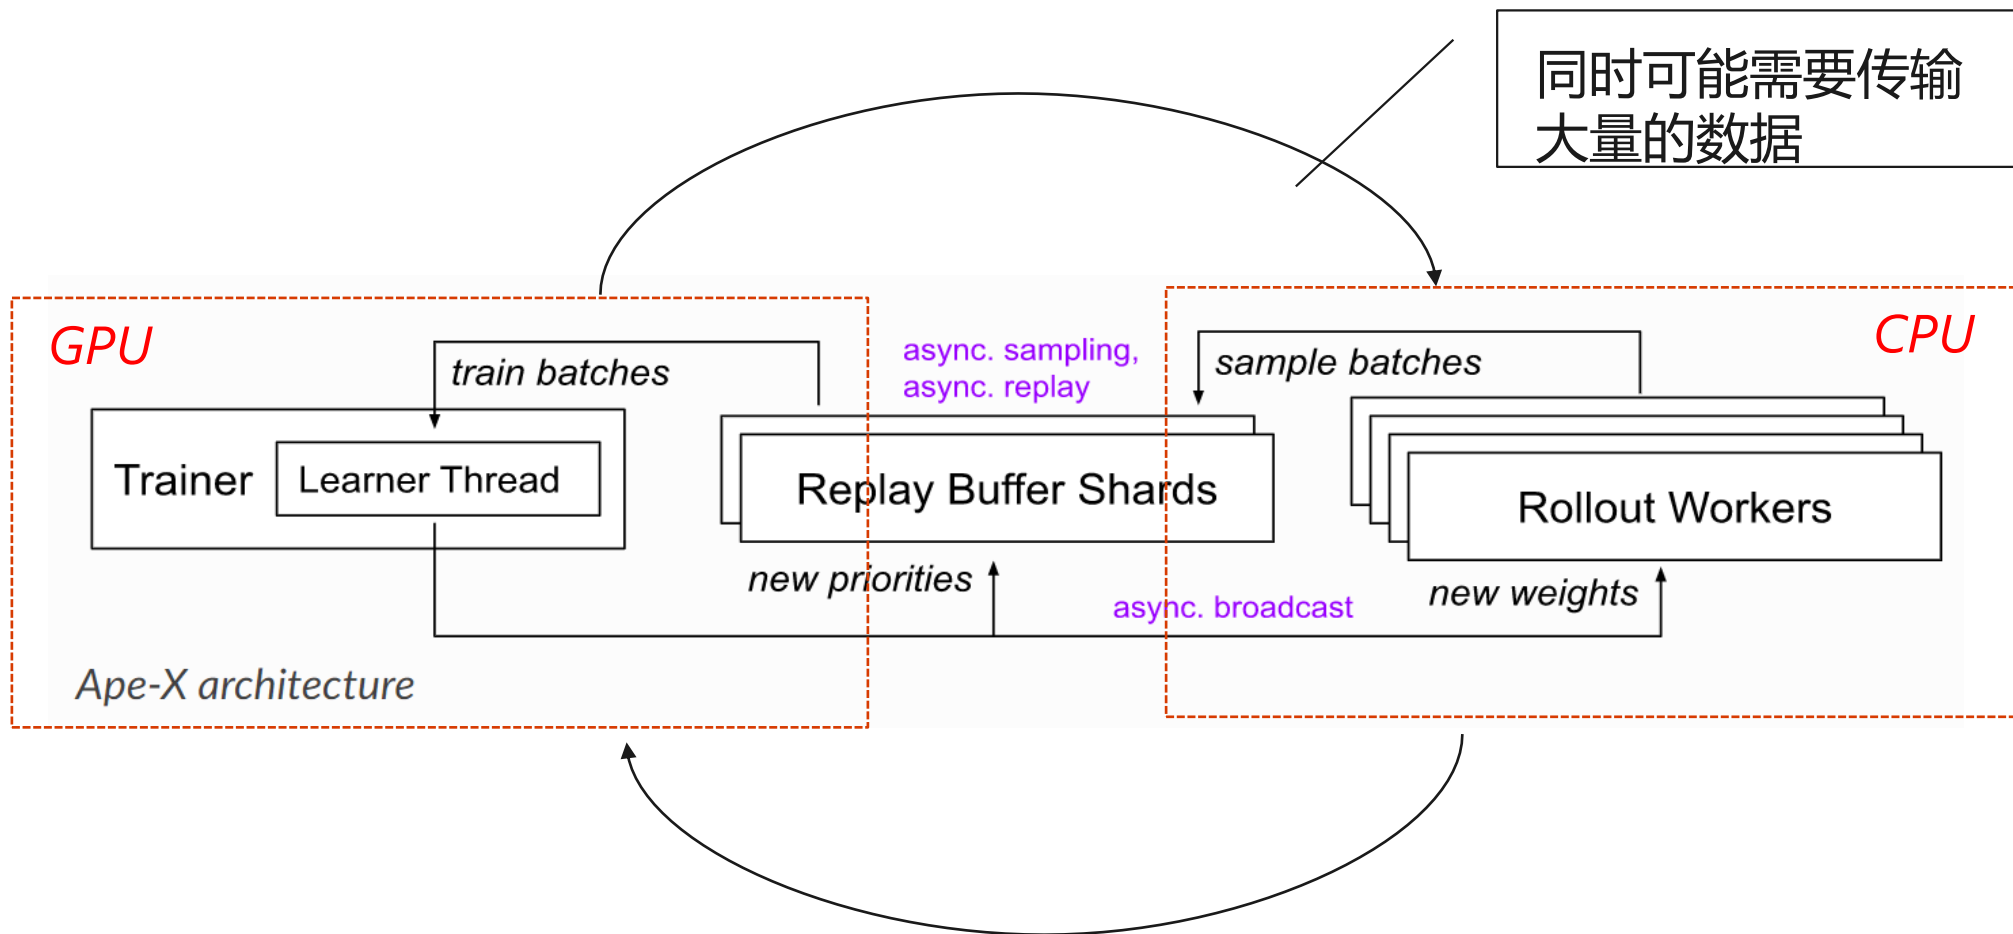 同时可能需要传输
大量的数据
GPU
CPU
train batches
async. sampling,
async. replay
sample batches
Trainer
Learner Thread
Replay Buffer Shards
Rollout Workers
new priorities
async. broadcast
new weights
Ape-X architecture